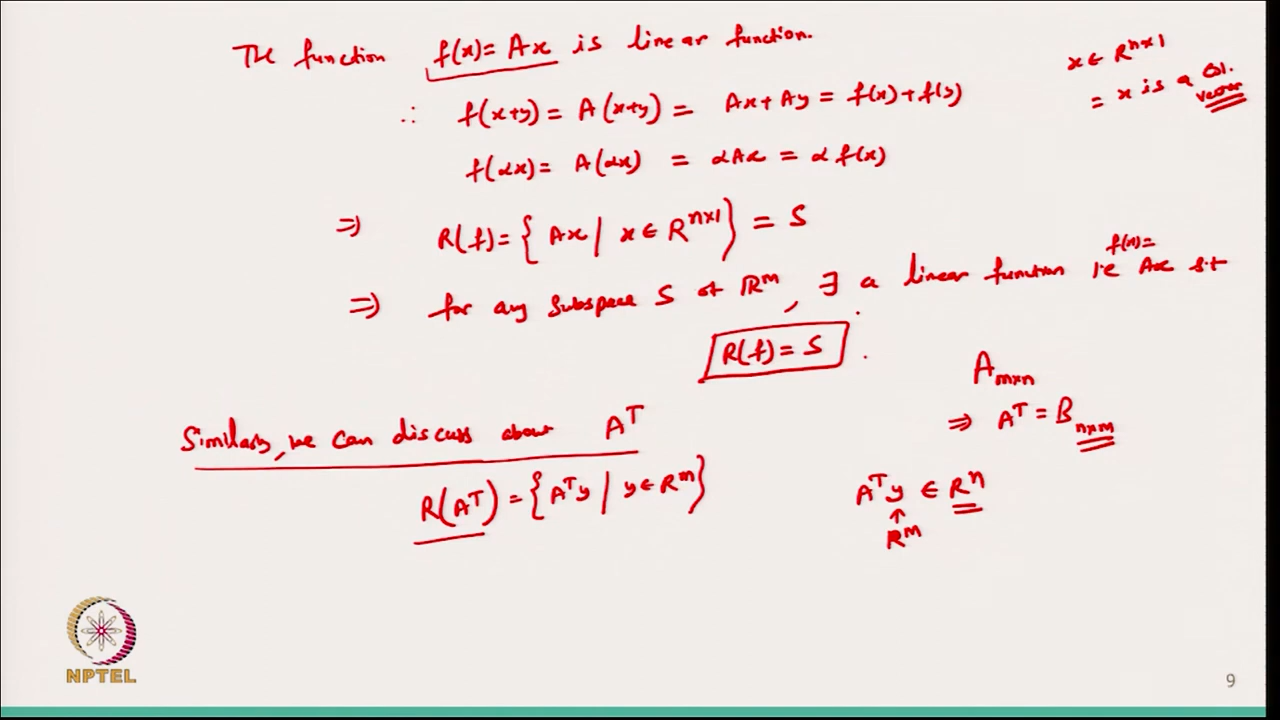 The function f(x) = Ax is linear function.
x ∈ R^{n×1}
= x is a Col. vector
∴ f(x+y) = A(x+y) = Ax + Ay = f(x) + f(y)
f(αx) = A(αx) = αAx = α f(x)
⇒ R(f) = { Ax | x ∈ R^{n×1} } = S
⇒ for any subspace S of ℝ^m, ∃ a linear function i.e f(x)= Ax s.t
R(f) = S .
A_{m×n}
⇒ A^T = B_{n×m}
Similarly, we can discuss about A^T
R(A^T) = { A^T y | y ∈ R^m }
A^T y ∈ R^n
↑
R^m
NPTEL
9